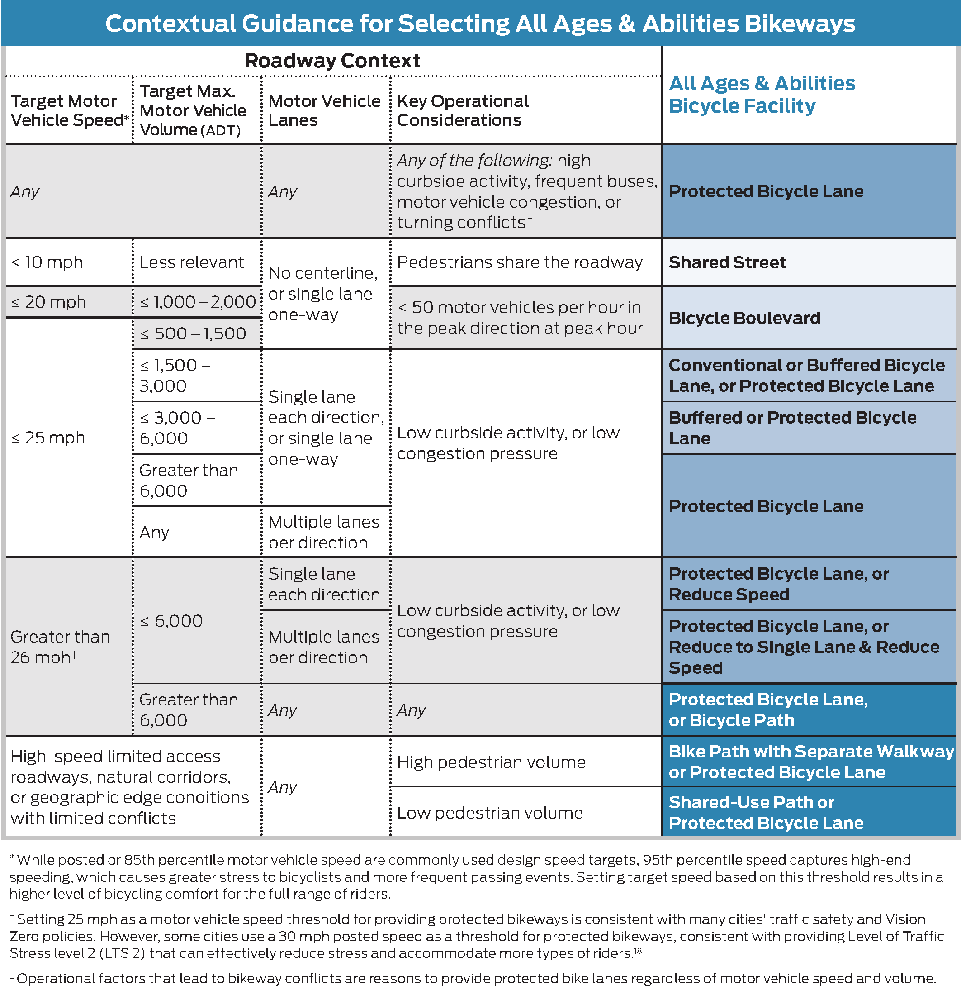 Contextual Guidance for Selecting All Ages & Abilities Bikeways
Roadway Context
All Ages & Abilities
Bicycle Facility
Target Motor
Vehicle Speed*
Target Max.
Motor Vehicle
Volume (ADT)
Motor Vehicle
Lanes
Key Operational
Considerations
Any
Any
Any of the following: high
curbside activity, frequent buses,
motor vehicle congestion, or
turning conflicts‡
Protected Bicycle Lane
< 10 mph
Less relevant
No centerline,
or single lane
one-way
Pedestrians share the roadway
Shared Street
≤ 20 mph
≤ 1,000 – 2,000
< 50 motor vehicles per hour in
the peak direction at peak hour
Bicycle Boulevard
≤ 25 mph
≤ 500 – 1,500
≤ 1,500 –
3,000
Single lane
each direction,
or single lane
one-way
Low curbside activity, or low
congestion pressure
Conventional or Buffered Bicycle
Lane, or Protected Bicycle Lane
≤ 3,000 –
6,000
Buffered or Protected Bicycle
Lane
Greater than
6,000
Protected Bicycle Lane
Any
Multiple lanes
per direction
Greater than
26 mph†
≤ 6,000
Single lane
each direction
Low curbside activity, or low
congestion pressure
Protected Bicycle Lane, or
Reduce Speed
Multiple lanes
per direction
Protected Bicycle Lane, or
Reduce to Single Lane & Reduce
Speed
Greater than
6,000
Any
Any
Protected Bicycle Lane,
or Bicycle Path
High-speed limited access
roadways, natural corridors,
or geographic edge conditions
with limited conflicts
Any
High pedestrian volume
Bike Path with Separate Walkway
or Protected Bicycle Lane
Low pedestrian volume
Shared-Use Path or
Protected Bicycle Lane
* While posted or 85th percentile motor vehicle speed are commonly used design speed targets, 95th percentile speed captures high-end
speeding, which causes greater stress to bicyclists and more frequent passing events. Setting target speed based on this threshold results in a
higher level of bicycling comfort for the full range of riders.
† Setting 25 mph as a motor vehicle speed threshold for providing protected bikeways is consistent with many cities' traffic safety and Vision
Zero policies. However, some cities use a 30 mph posted speed as a threshold for protected bikeways, consistent with providing Level of Traffic
Stress level 2 (LTS 2) that can effectively reduce stress and accommodate more types of riders.18
‡ Operational factors that lead to bikeway conflicts are reasons to provide protected bike lanes regardless of motor vehicle speed and volume.